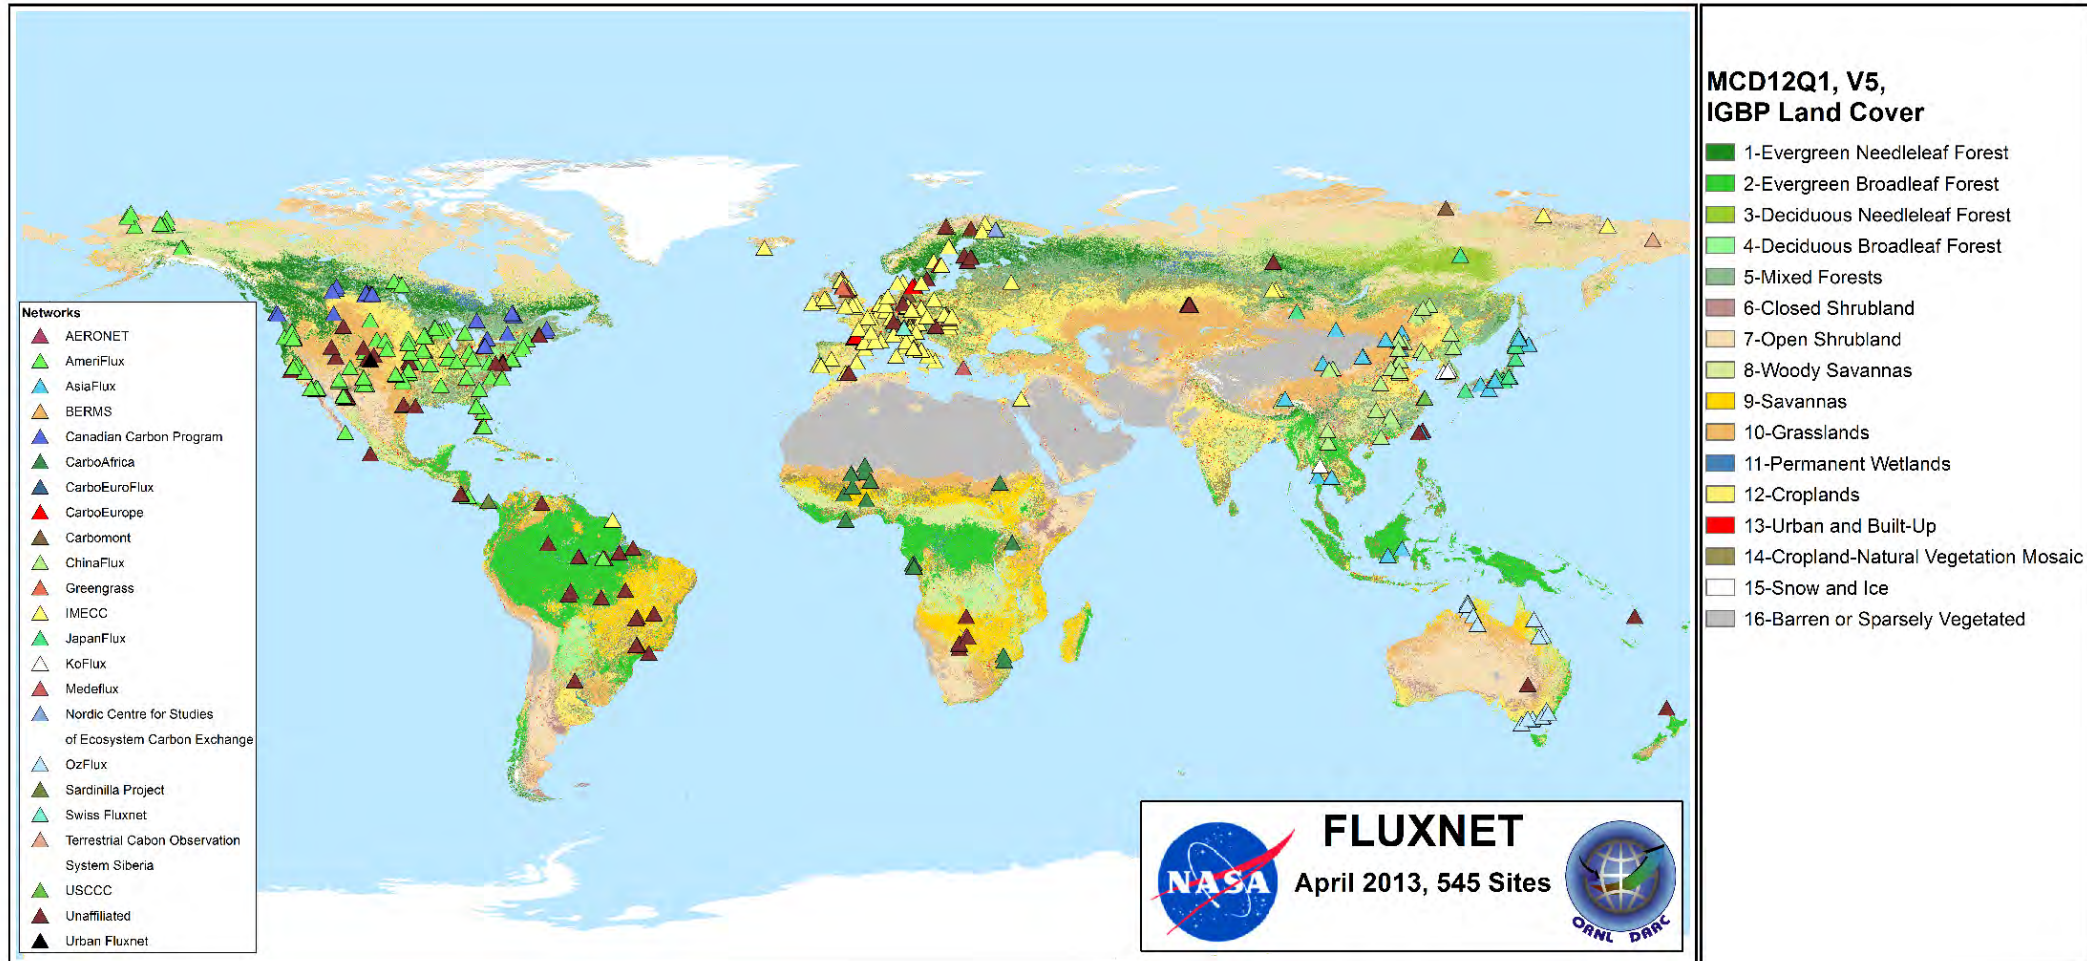 Networks
AERONET
AmeriFlux
AsiaFlux
BERMS
Canadian Carbon Program
CarboAfrica
CarboEuroFlux
CarboEurope
Carbomont
ChinaFlux
Greengrass
IMECC
JapanFlux
KoFlux
Medeflux
Nordic Centre for Studies
of Ecosystem Carbon Exchange
OzFlux
Sardinilla Project
Swiss Fluxnet
Terrestrial Cabon Observation
System Siberia
USCCC
Unaffiliated
Urban Fluxnet
NASA
FLUXNET
April 2013, 545 Sites
ORNL DAAC
MCD12Q1, V5,
IGBP Land Cover
1-Evergreen Needleleaf Forest
2-Evergreen Broadleaf Forest
3-Deciduous Needleleaf Forest
4-Deciduous Broadleaf Forest
5-Mixed Forests
6-Closed Shrubland
7-Open Shrubland
8-Woody Savannas
9-Savannas
10-Grasslands
11-Permanent Wetlands
12-Croplands
13-Urban and Built-Up
14-Cropland-Natural Vegetation Mosaic
15-Snow and Ice
16-Barren or Sparsely Vegetated